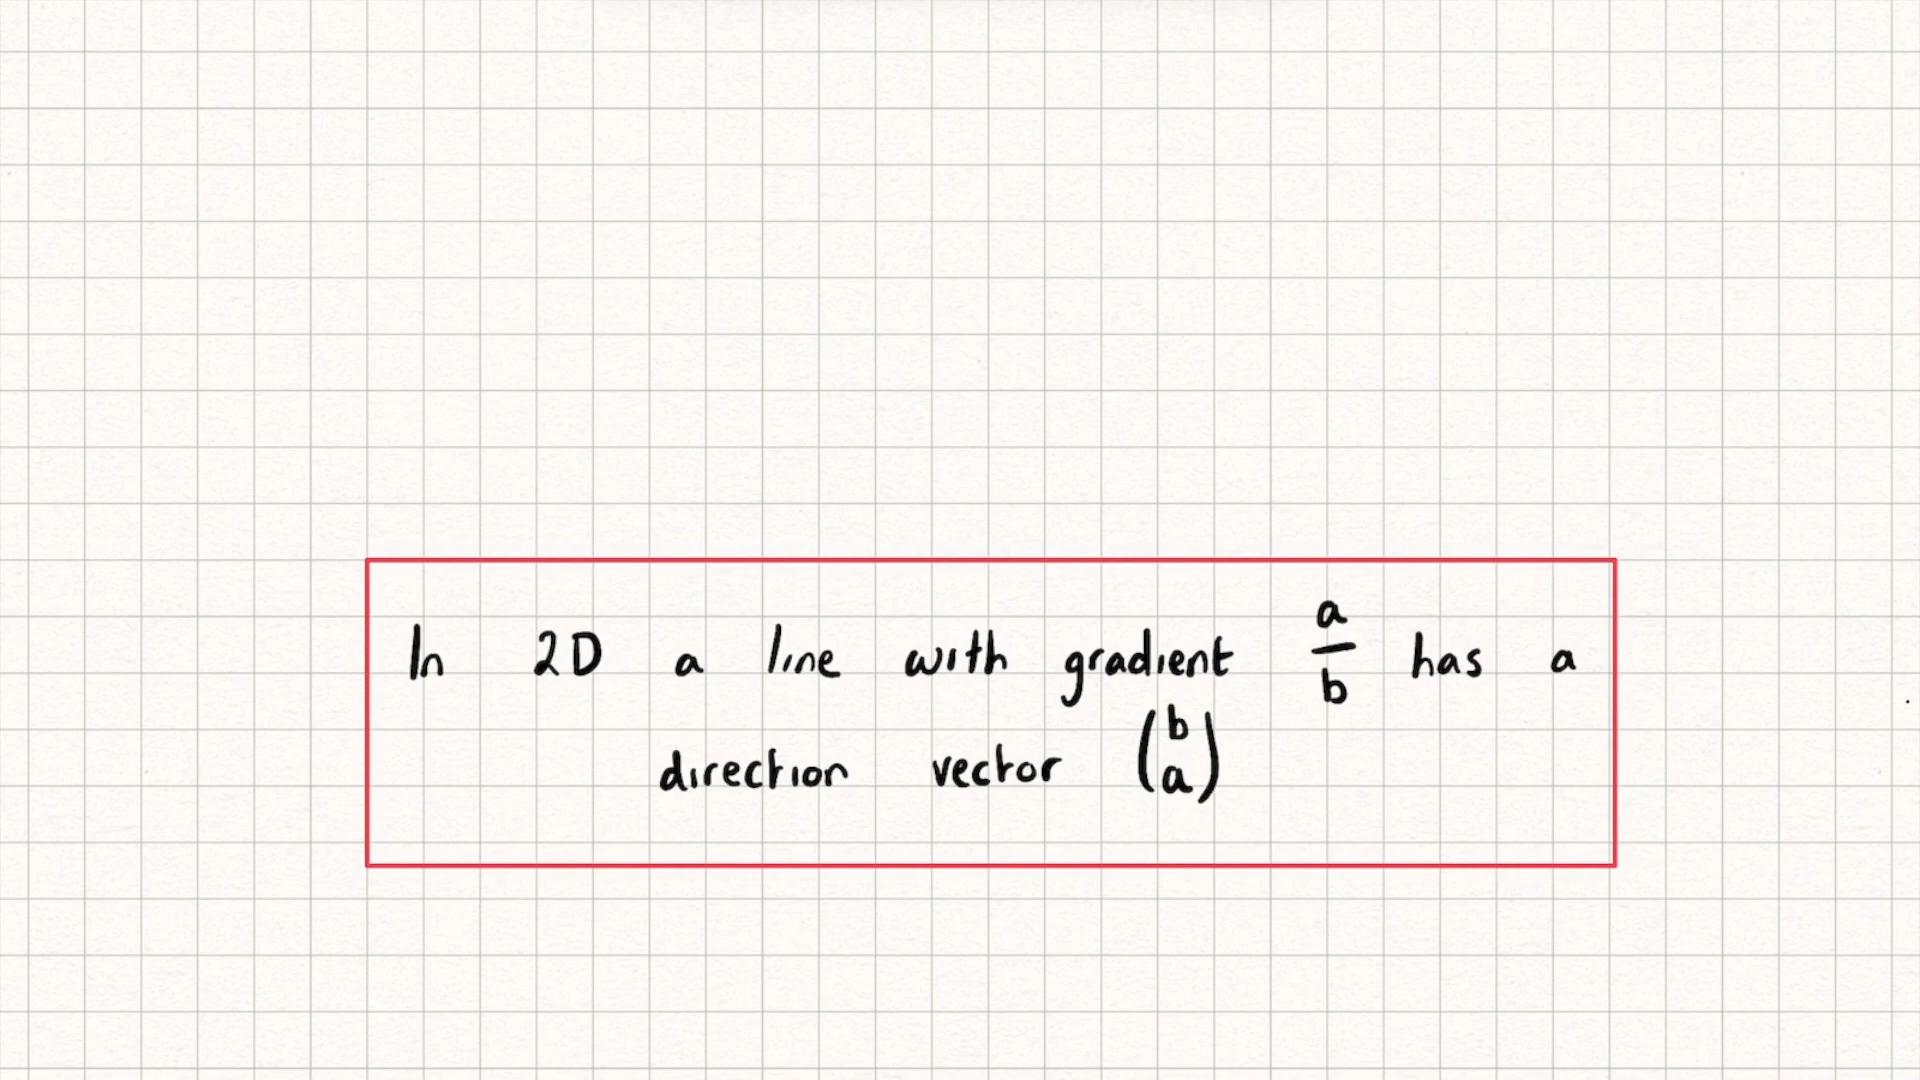 In 2D a line with gradient a/b has a
direction vector (b a)